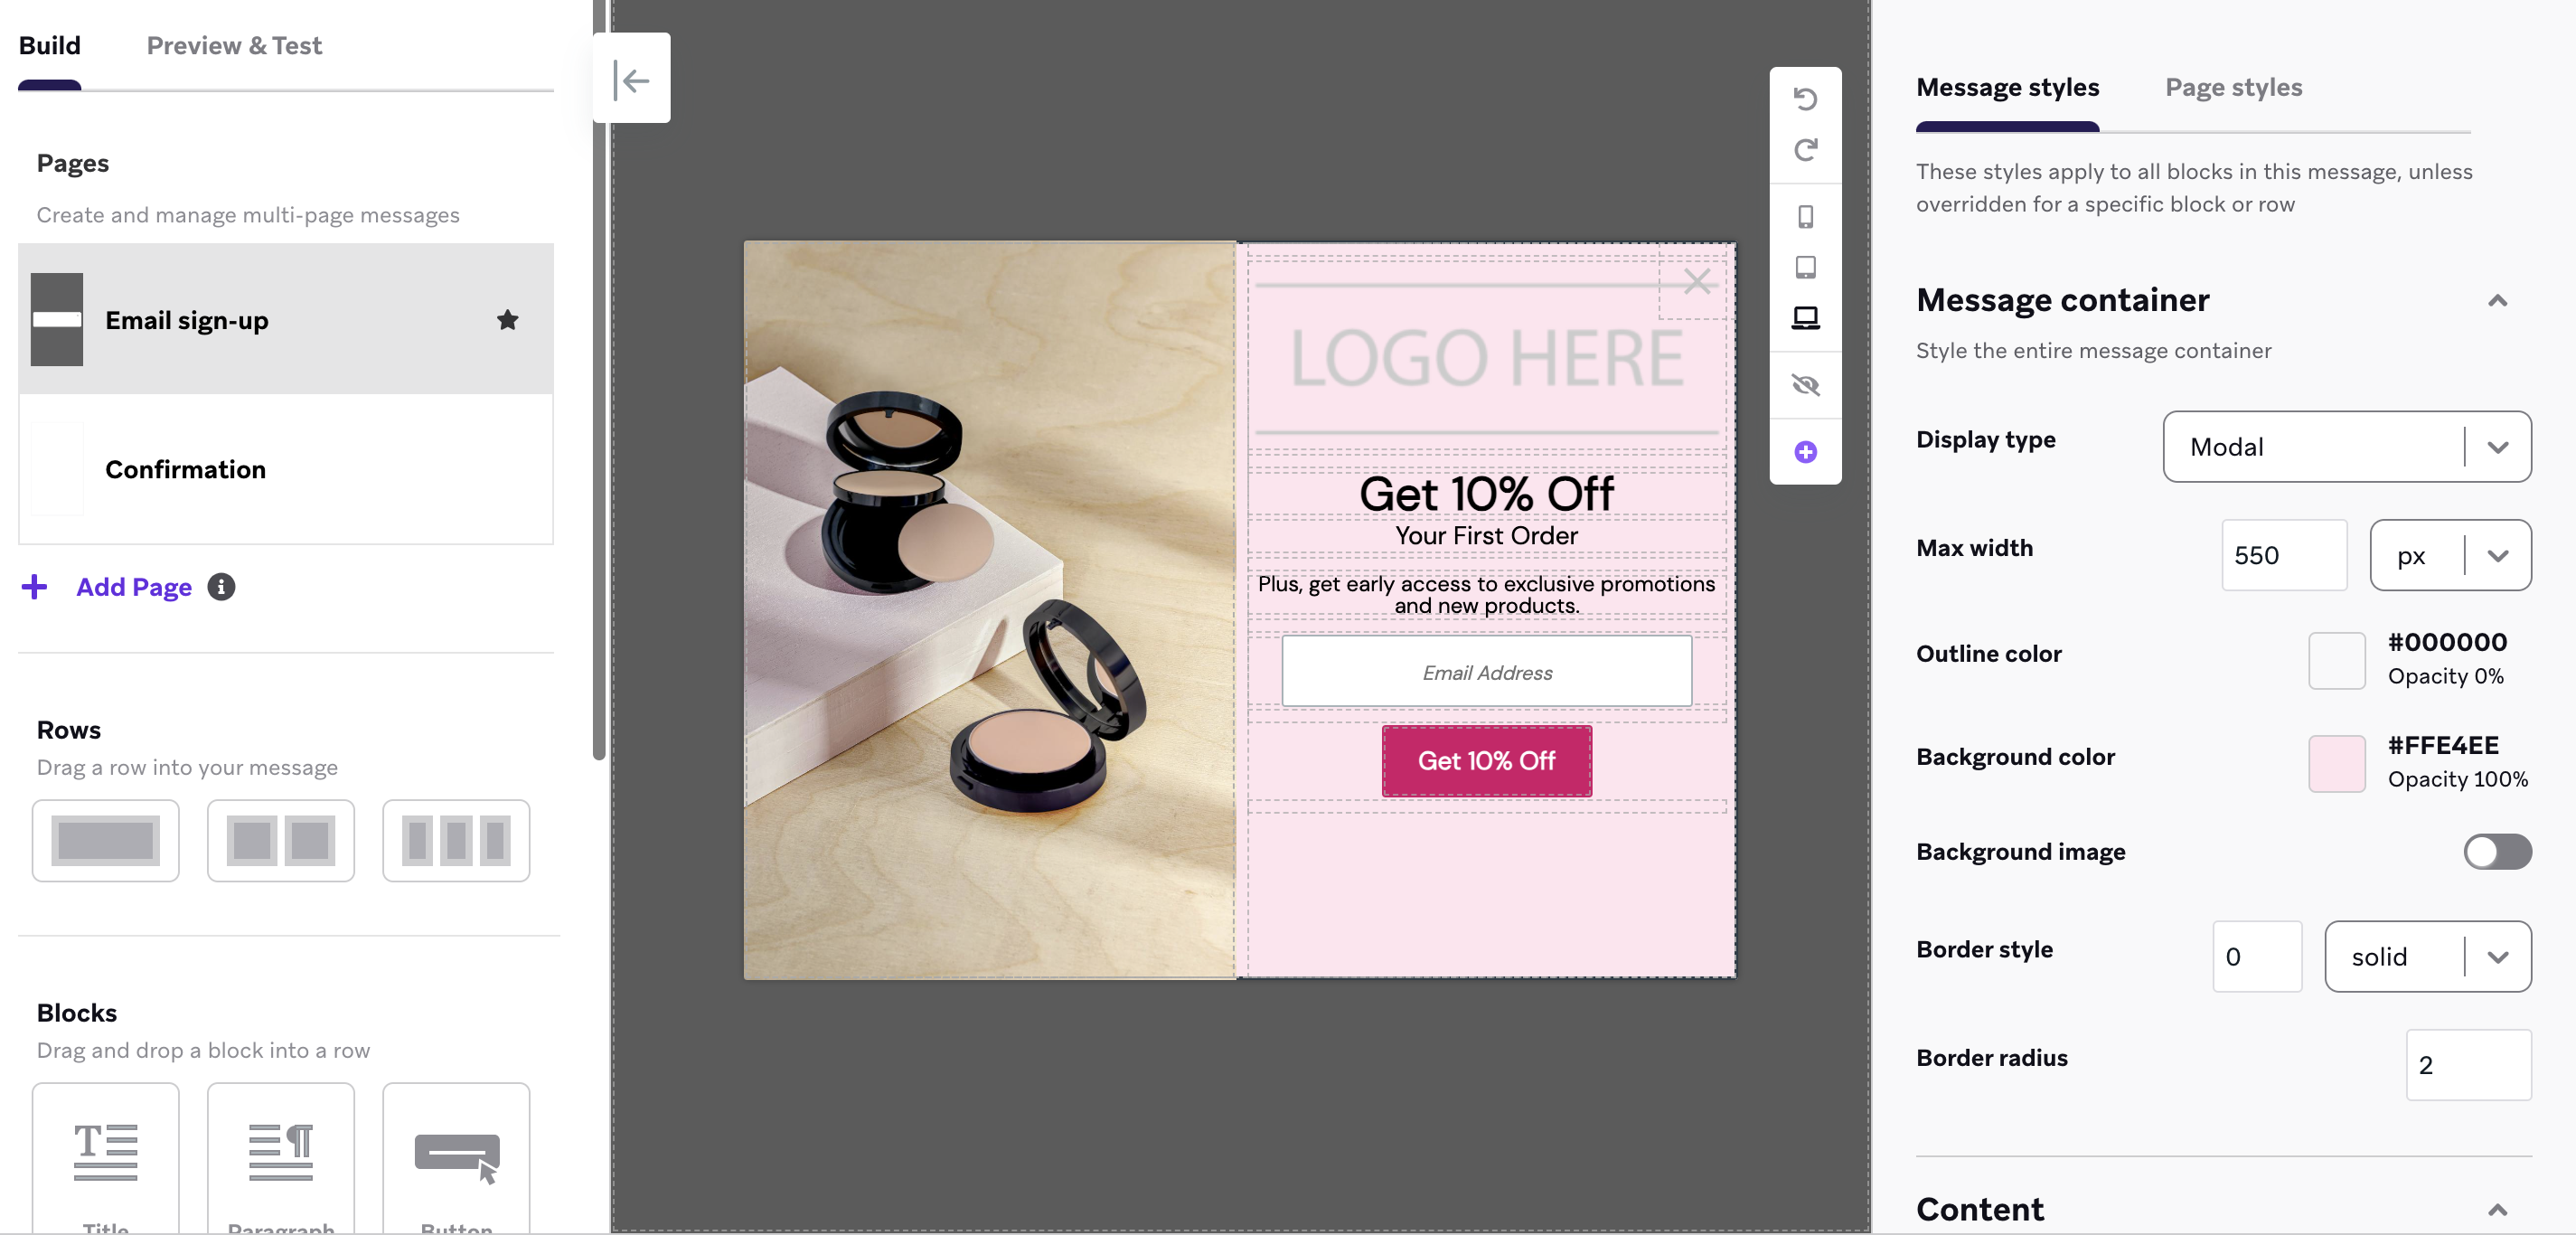 Build
Preview & Test
Pages
Create and manage multi-page messages
Email sign-up
Confirmation
Add Page
Rows
Drag a row into your message
Blocks
Drag and drop a block into a row
Title
Paragraph
Button
LOGO HERE
Get 10% Off
Your First Order
Plus, get early access to exclusive promotions
and new products.
Email Address
Get 10% Off
Message styles
Page styles
These styles apply to all blocks in this message, unless
overridden for a specific block or row
Message container
Style the entire message container
Display type
Modal
Max width
550
px
Outline color
#000000
Opacity 0%
Background color
#FFE4EE
Opacity 100%
Background image
Border style
0
solid
Border radius
2
Content